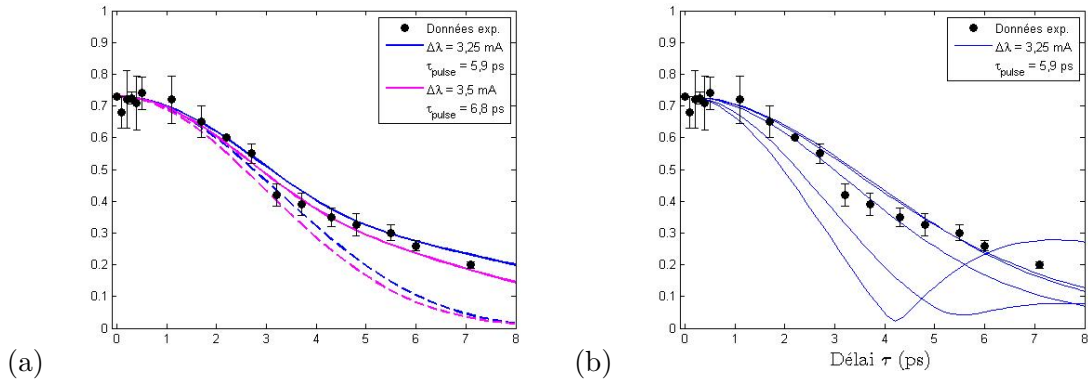 1
0.9
0.8
0.7
0.6
0.5
0.4
0.3
0.2
0.1
0
0 1 2 3 4 5 6 7 8
Données exp.
Δλ = 3,25 mA
τpulse = 5,9 ps
Δλ = 3,5 mA
τpulse = 6,8 ps
(a)
1
0.9
0.8
0.7
0.6
0.5
0.4
0.3
0.2
0.1
0
0 1 2 3 4 5 6 7 8
Données exp.
Δλ = 3,25 mA
τpulse = 5,9 ps
Délai τ (ps)
(b)